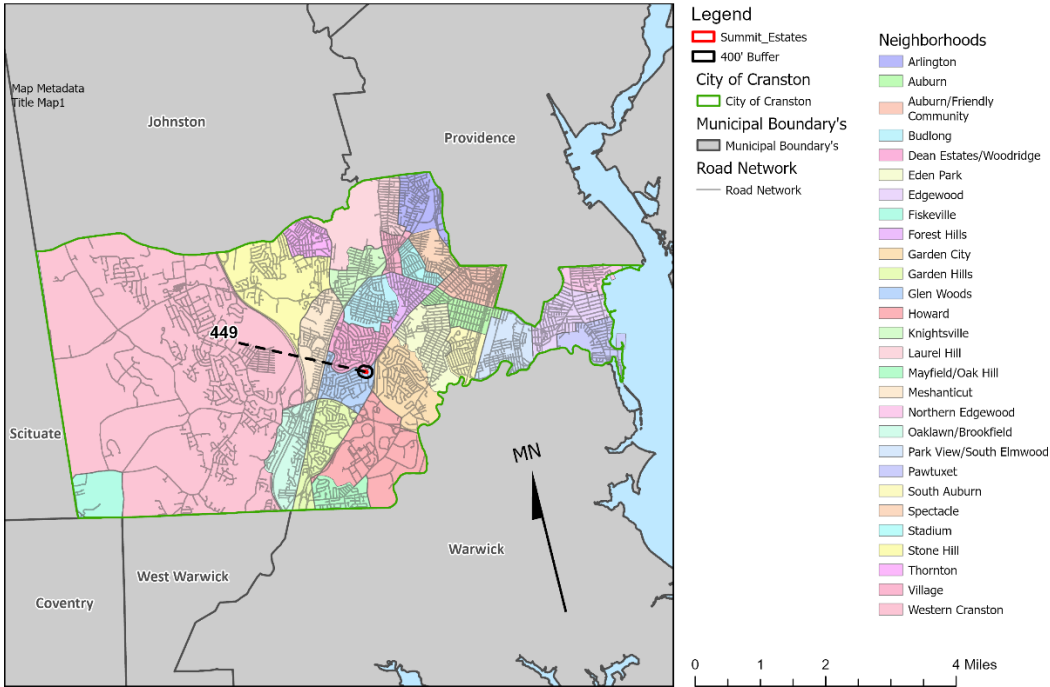 Map Metadata
Title Map1
Johnston
Providence
449
Scituate
MN
Warwick
West Warwick
Coventry
Legend
Summit_Estates
400' Buffer
City of Cranston
City of Cranston
Municipal Boundary's
Municipal Boundary's
Road Network
Road Network
Neighborhoods
Arlington
Auburn
Auburn/Friendly
Community
Budlong
Dean Estates/Woodridge
Eden Park
Edgewood
Fiskeville
Forest Hills
Garden City
Garden Hills
Glen Woods
Howard
Knightsville
Laurel Hill
Mayfield/Oak Hill
Meshanticut
Northern Edgewood
Oaklawn/Brookfield
Park View/South Elmwood
Pawtuxet
South Auburn
Spectacle
Stadium
Stone Hill
Thornton
Village
Western Cranston
0 1 2 4 Miles